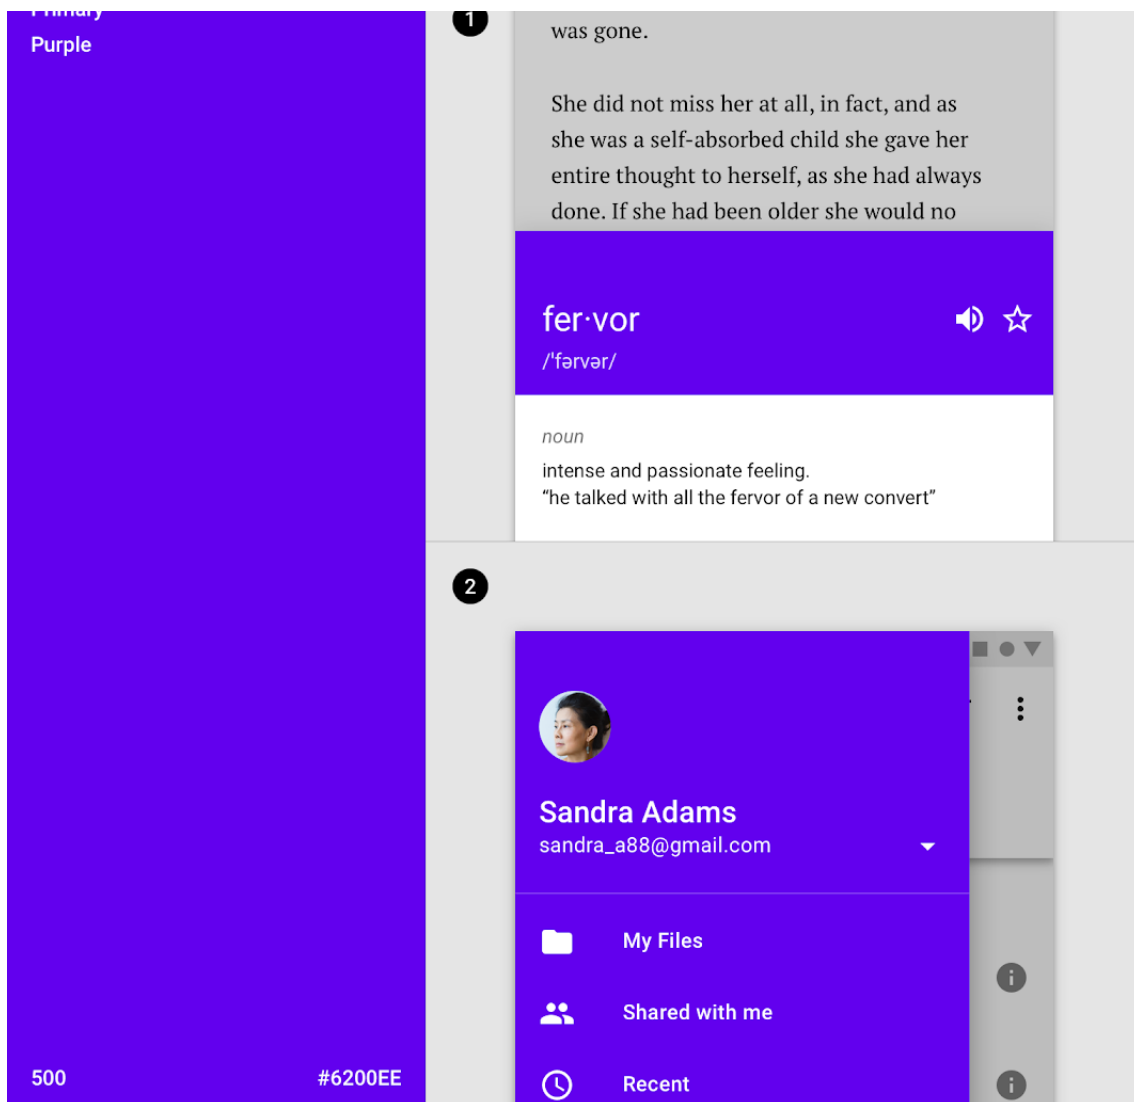 Primary
Purple
500
#6200EE
1
was gone.
She did not miss her at all, in fact, and as
she was a self-absorbed child she gave her
entire thought to herself, as she had always
done. If she had been older she would no
fer·vor
/'fərvər/
noun
intense and passionate feeling.
“he talked with all the fervor of a new convert”
2
Sandra Adams
sandra_a88@gmail.com
My Files
Shared with me
Recent